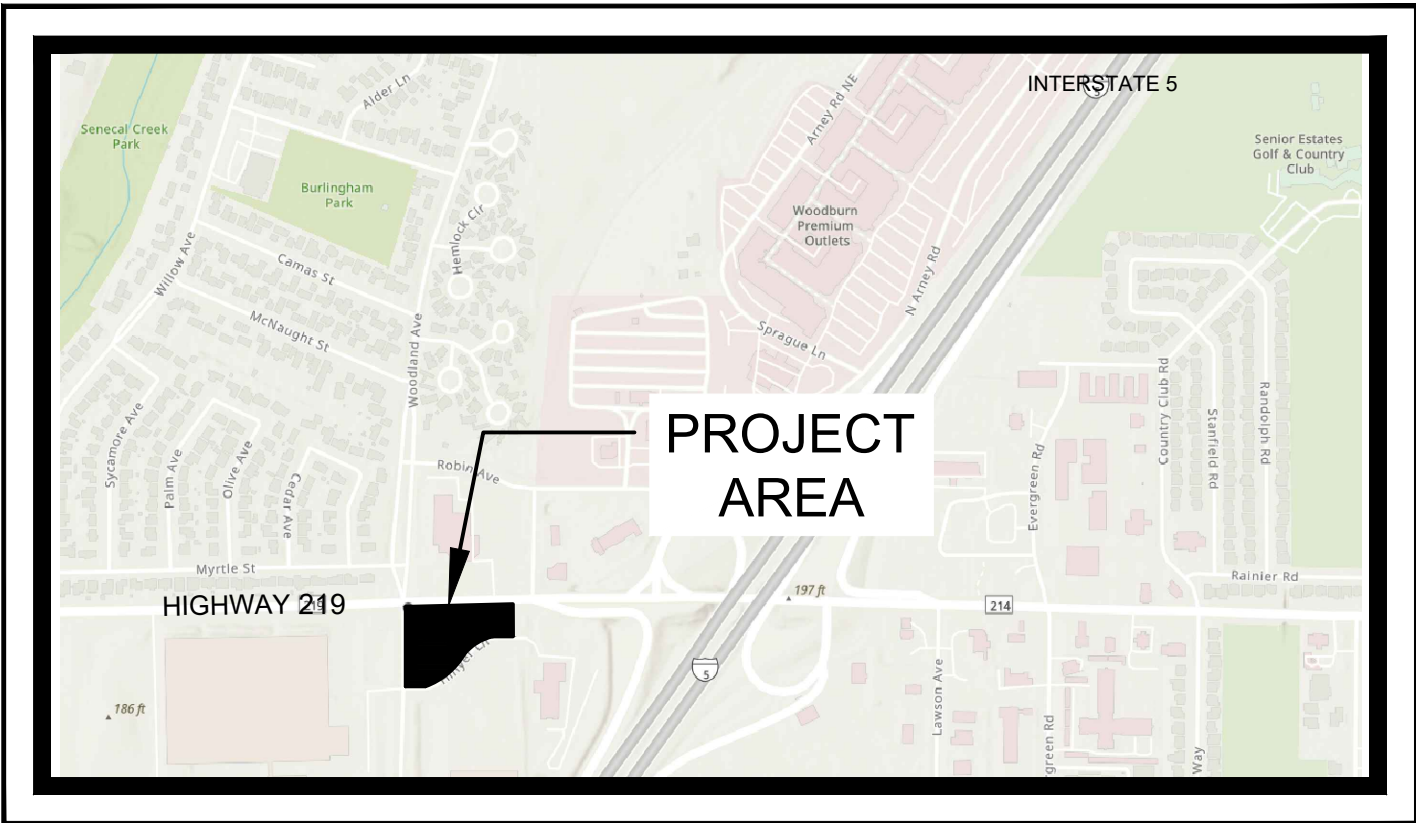 INTERSTATE 5
5
Arney Rd NE
Alder Ln
Senecal Creek
Park
Senior Estates
Golf & Country
Club
Burlingham
Park
Woodburn
Premium
Outlets
Hemlock Cir
Willow Ave
Camas St
N Arney Rd
McNaught St
Sprague Ln
Woodland Ave
PROJECT
AREA
Country Club Rd
Stanfield Rd
Randolph Rd
Sycamore Ave
Palm Ave
Olive Ave
Cedar Ave
Robin Ave
Evergreen Rd
Myrtle St
Rainier Rd
HIGHWAY 219
219
197 ft
214
5
Lawson Ave
186 ft
Way